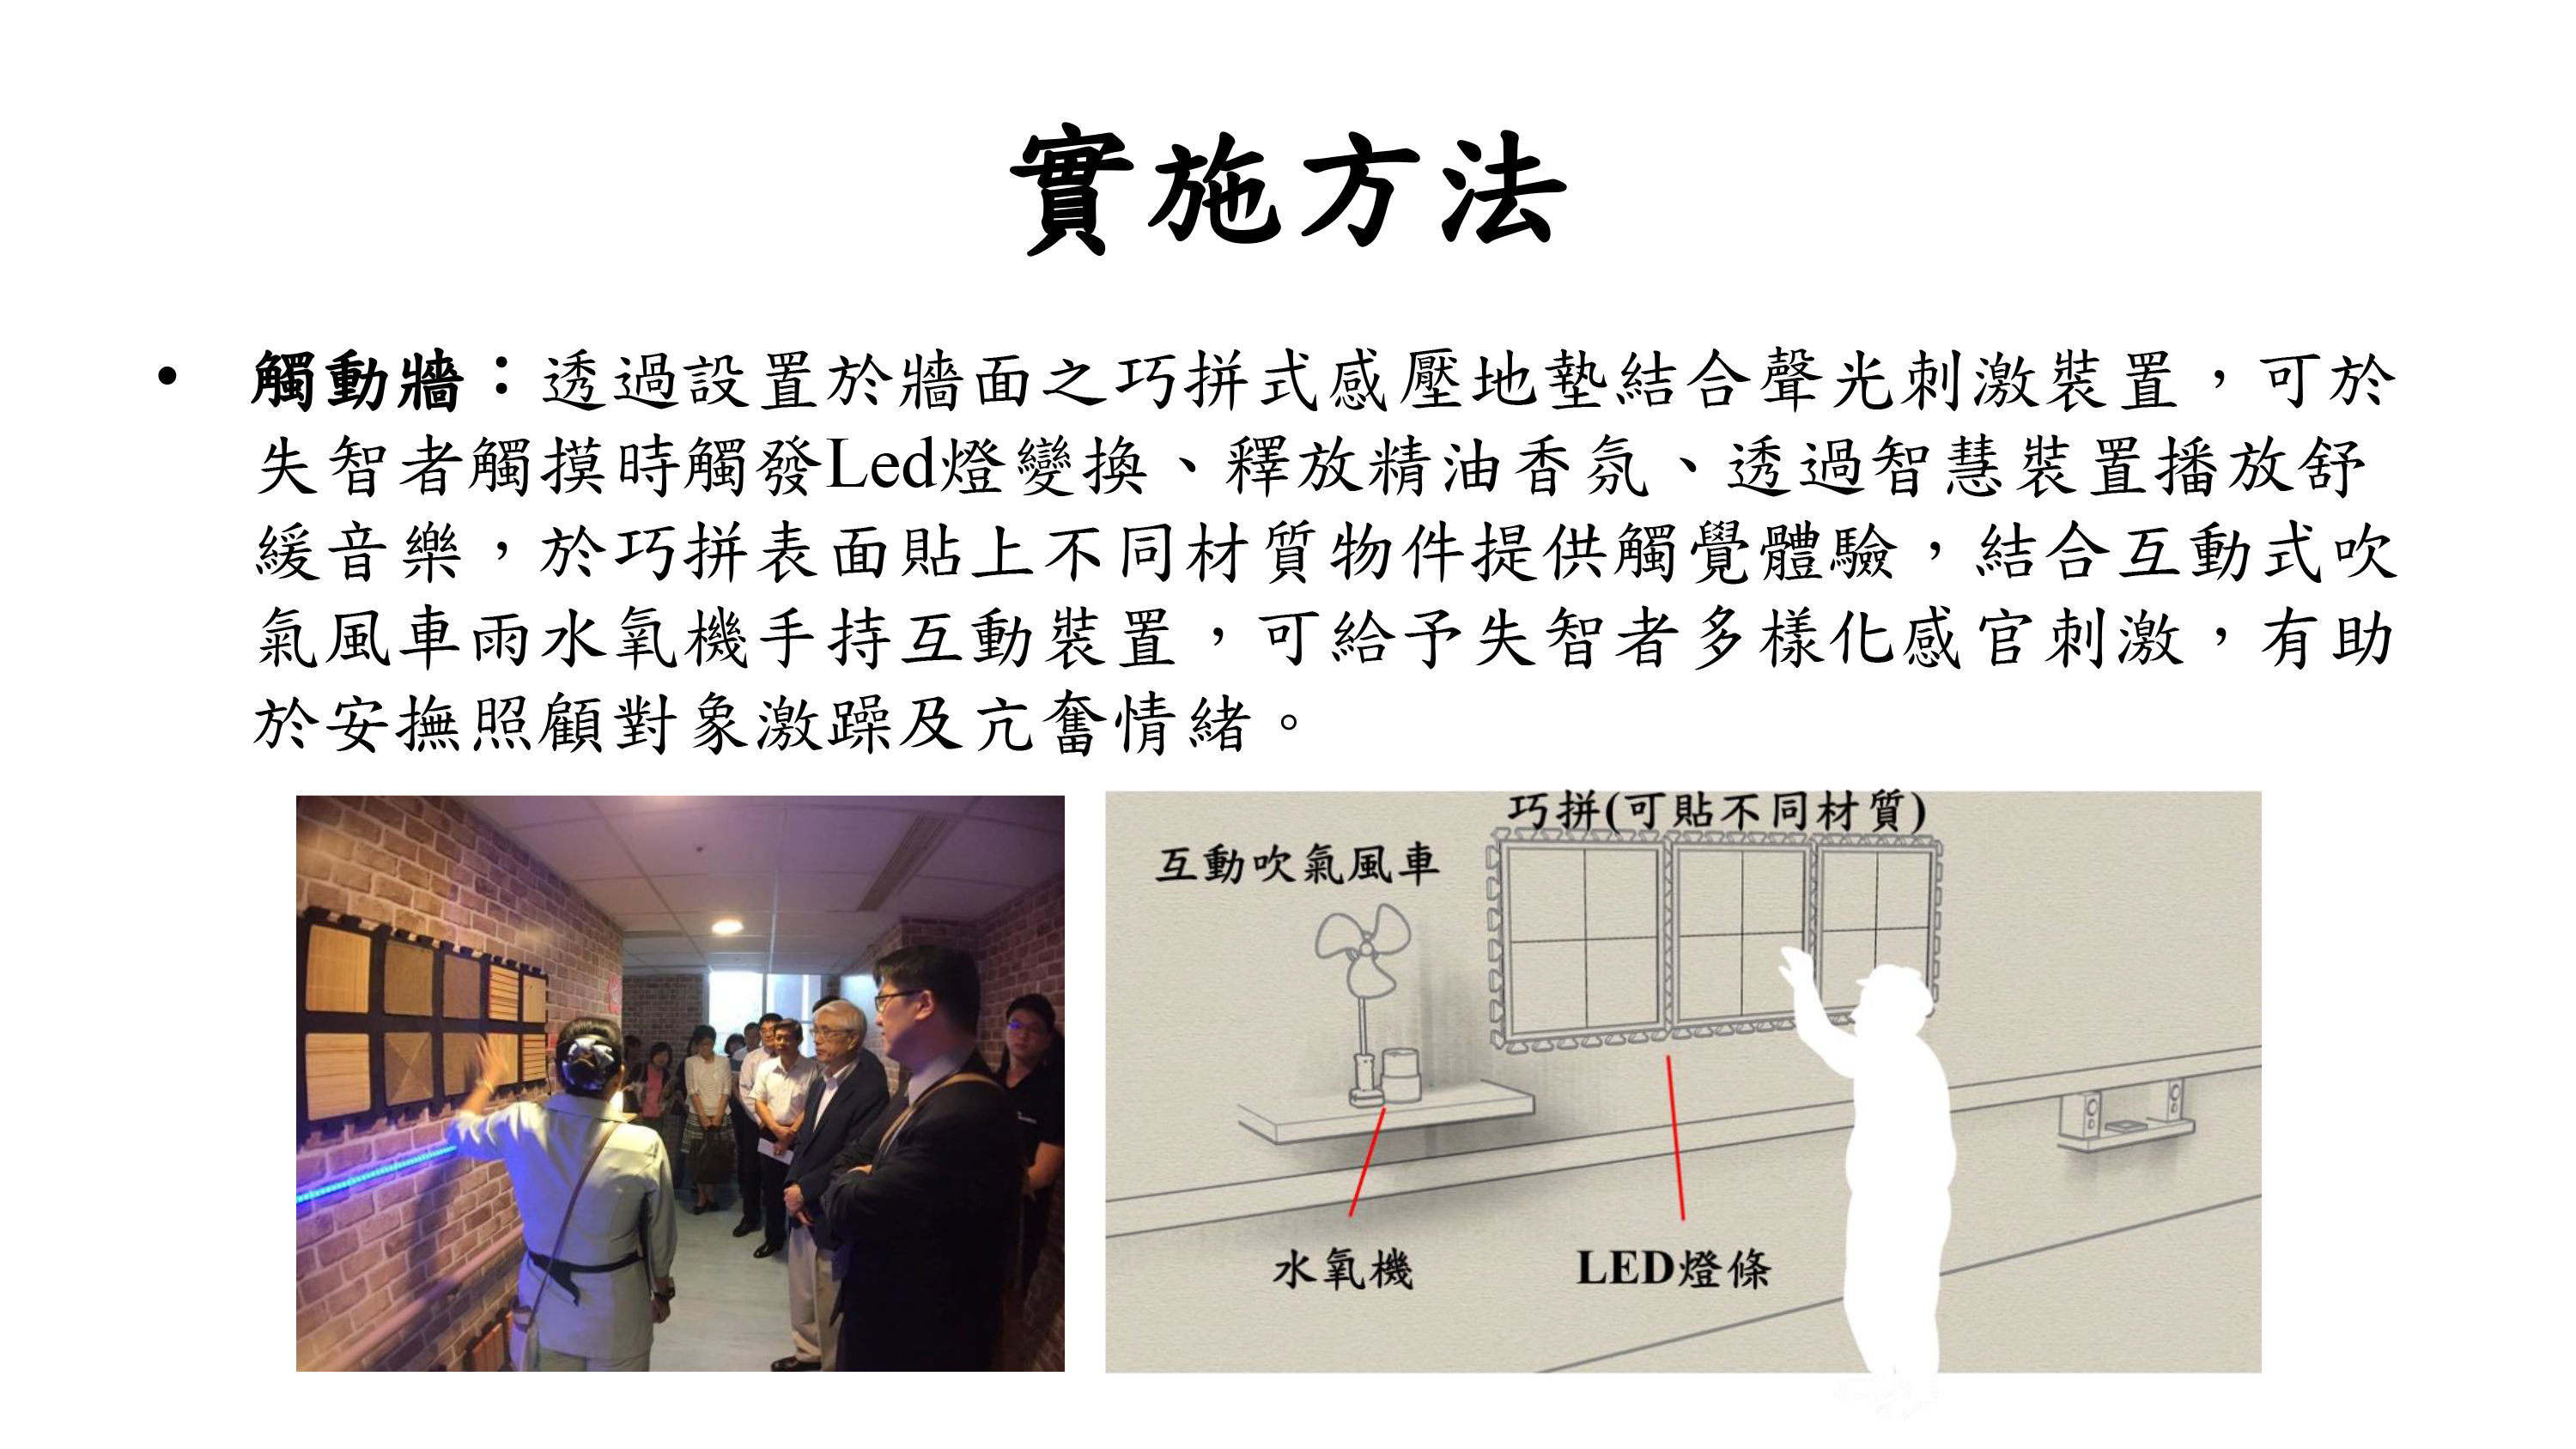 實施方法
• 觸動牆：透過設置於牆面之巧拼式感壓地墊結合聲光刺激裝置，可於
失智者觸摸時觸發Led燈變換、釋放精油香氛、透過智慧裝置播放舒
緩音樂，於巧拼表面貼上不同材質物件提供觸覺體驗，結合互動式吹
氣風車雨水氧機手持互動裝置，可給予失智者多樣化感官刺激，有助
於安撫照顧對象激躁及亢奮情緒。
巧拼(可貼不同材質)
互動吹氣風車
水氧機
LED燈條